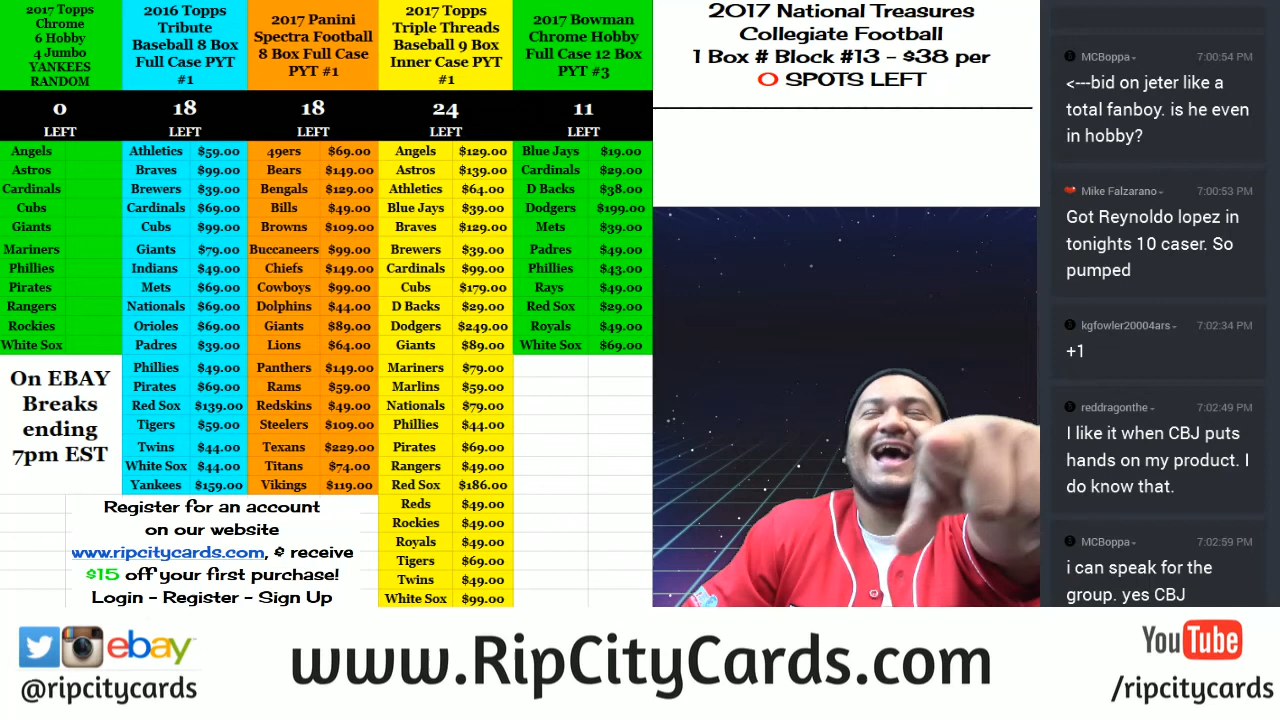 2017 Topps
Chrome
6 Hobby
4 Jumbo
YANKEES
RANDOM
0
LEFT
Angels
Astros
Cardinals
Cubs
Giants
Mariners
Phillies
Pirates
Rangers
Rockies
White Sox
On EBAY
Breaks
ending
7pm EST
2016 Topps
Tribute
Baseball 8 Box
Full Case PYT
#1
18
LEFT
Athletics $59.00
Braves $99.00
Brewers $39.00
Cardinals $69.00
Cubs $99.00
Giants $79.00
Indians $49.00
Mets $69.00
Nationals $69.00
Orioles $69.00
Padres $39.00
Phillies $49.00
Pirates $69.00
Red Sox $139.00
Tigers $59.00
Twins $44.00
White Sox $44.00
Yankees $159.00
2017 Panini
Spectra Football
8 Box Full Case
PYT #1
18
LEFT
49ers $69.00
Bears $149.00
Bengals $129.00
Bills $49.00
Browns $109.00
Buccaneers $99.00
Chiefs $149.00
Cowboys $99.00
Dolphins $44.00
Giants $89.00
Lions $64.00
Panthers $149.00
Rams $59.00
Redskins $49.00
Steelers $109.00
Texans $229.00
Titans $74.00
Vikings $119.00
2017 Topps
Triple Threads
Baseball 9 Box
Inner Case PYT
#1
24
LEFT
Angels $129.00
Astros $139.00
Athletics $64.00
Blue Jays $39.00
Braves $129.00
Brewers $39.00
Cardinals $99.00
Cubs $179.00
D Backs $29.00
Dodgers $249.00
Giants $89.00
Mariners $79.00
Marlins $59.00
Nationals $79.00
Phillies $44.00
Pirates $69.00
Rangers $49.00
Red Sox $186.00
Reds $49.00
Rockies $49.00
Royals $49.00
Tigers $69.00
Twins $49.00
White Sox $99.00
2017 Bowman
Chrome Hobby
Full Case 12 Box
PYT #3
11
LEFT
Blue Jays $19.00
Cardinals $29.00
D Backs $38.00
Dodgers $199.00
Mets $39.00
Padres $49.00
Phillies $43.00
Rays $49.00
Red Sox $29.00
Royals $49.00
White Sox $69.00
Register for an account
on our website
www.ripcitycards.com, & receive
$15 off your first purchase!
Login - Register - Sign Up
2017 National Treasures
Collegiate Football
1 Box # Block #13 - $38 per
0 SPOTS LEFT
MCBoppa 7:00:54 PM
<---bid on jeter like a
total fanboy. is he even
in hobby?
Mike Falzarano 7:00:53 PM
Got Reynoldo lopez in
tonights 10 caser. So
pumped
kgfowler20004ars 7:02:34 PM
+1
reddragonthe 7:02:49 PM
I like it when CBJ puts
hands on my product. I
do know that.
MCBoppa 7:02:59 PM
i can speak for the
group. yes CBJ
ebay
@ripcitycards
www.RipCityCards.com
YouTube
/ripcitycards